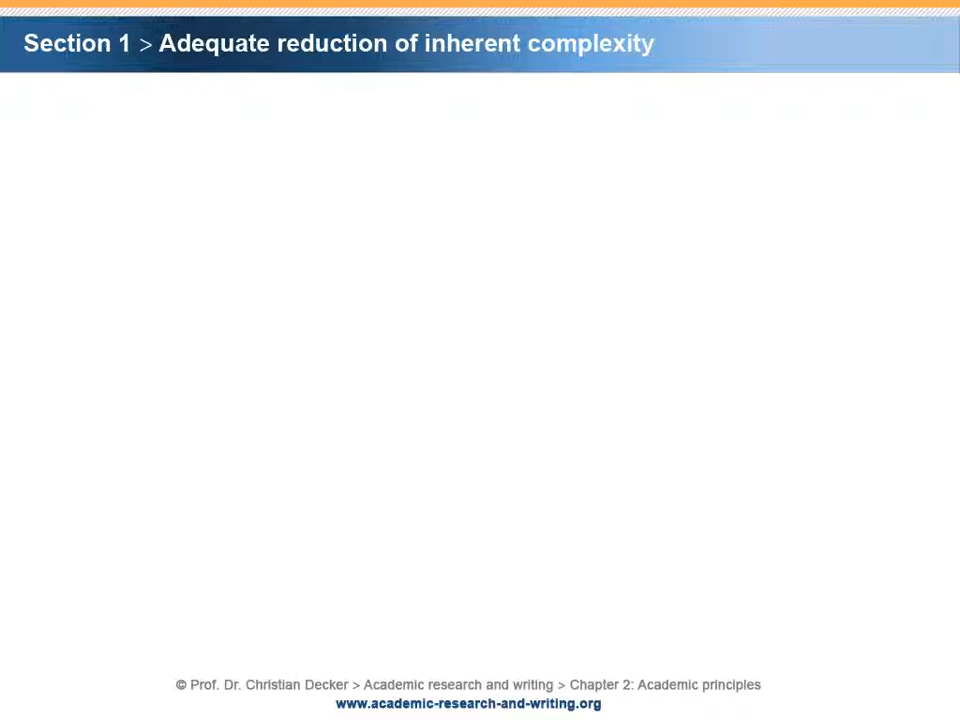 Section 1 > Adequate reduction of inherent complexity
© Prof. Dr. Christian Decker > Academic research and writing > Chapter 2: Academic principles
www.academic-research-and-writing.org